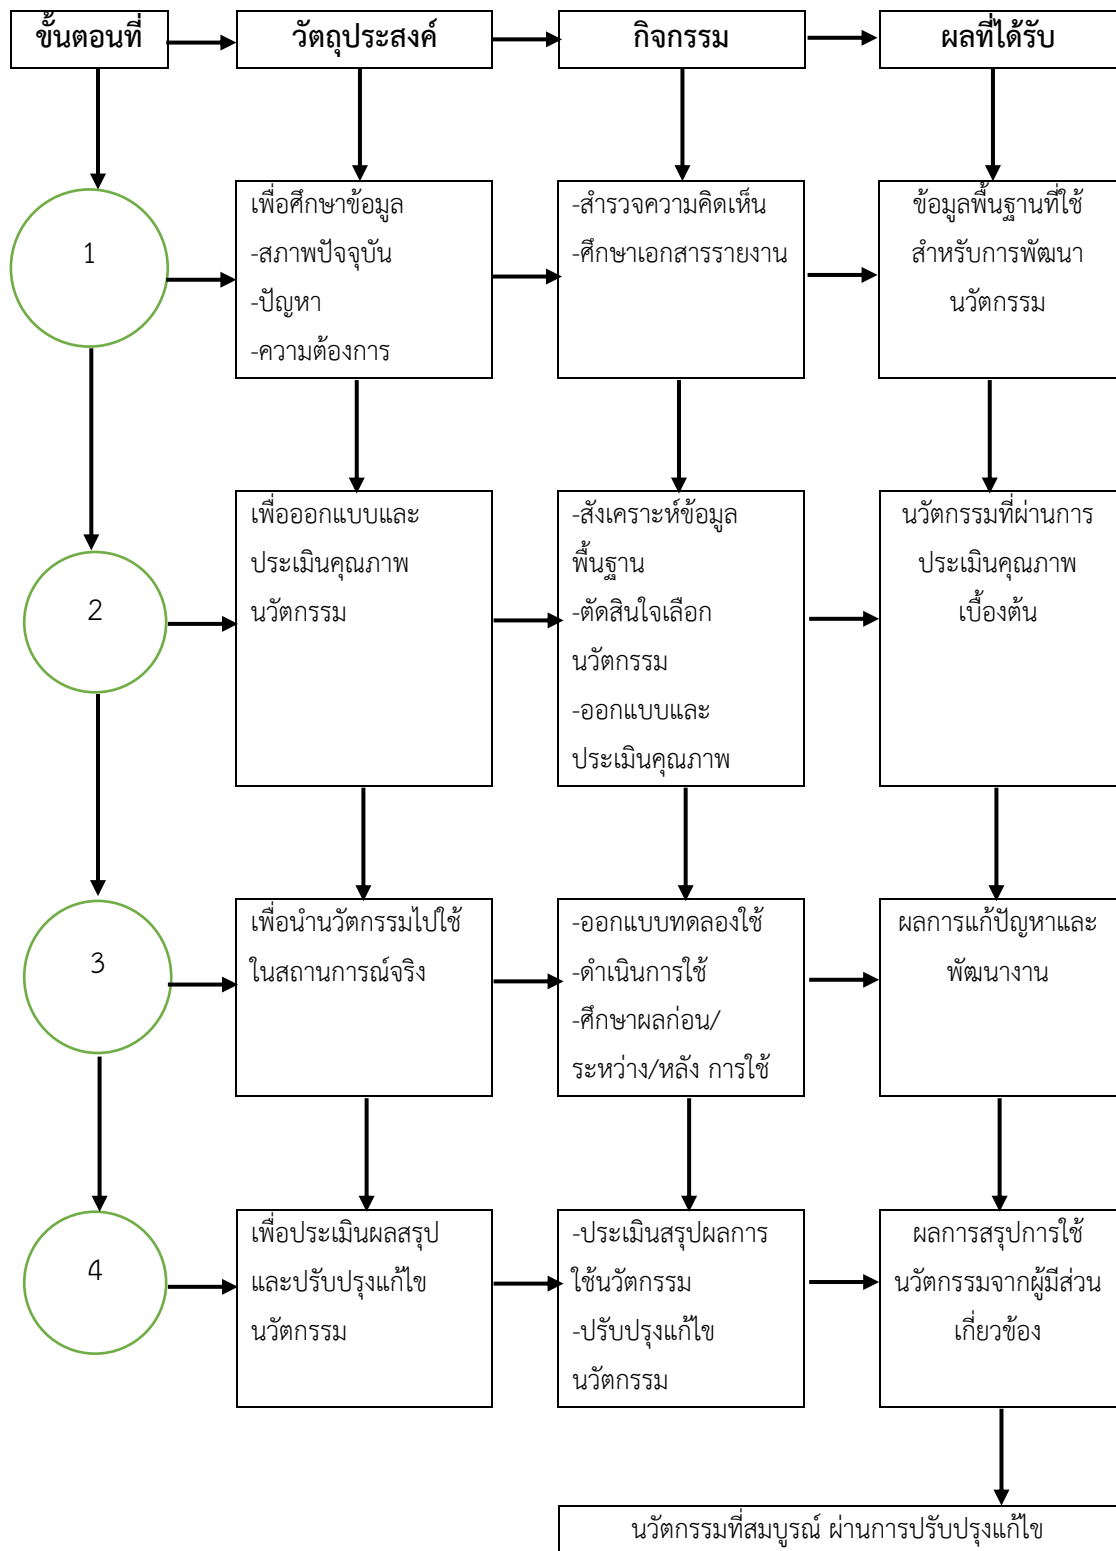 ขั้นตอนที่
วัตถุประสงค์
กิจกรรม
ผลที่ได้รับ
1
เพื่อศึกษาข้อมูล
-สภาพปัจจุบัน
-ปัญหา
-ความต้องการ
-สำรวจความคิดเห็น
-ศึกษาเอกสารรายงาน
ข้อมูลพื้นฐานที่ใช้
สำหรับการพัฒนา
นวัตกรรม
2
เพื่อออกแบบและ
ประเมินคุณภาพ
นวัตกรรม
-สังเคราะห์ข้อมูล
พื้นฐาน
-ตัดสินใจเลือก
นวัตกรรม
-ออกแบบและ
ประเมินคุณภาพ
นวัตกรรมที่ผ่านการ
ประเมินคุณภาพ
เบื้องต้น
3
เพื่อนำนวัตกรรมไปใช้
ในสถานการณ์จริง
-ออกแบบทดลองใช้
-ดำเนินการใช้
-ศึกษาผลก่อน/
ระหว่าง/หลัง การใช้
ผลการแก้ปัญหาและ
พัฒนางาน
4
เพื่อประเมินผลสรุป
และปรับปรุงแก้ไข
นวัตกรรม
-ประเมินสรุปผลการ
ใช้นวัตกรรม
-ปรับปรุงแก้ไข
นวัตกรรม
ผลการสรุปการใช้
นวัตกรรมจากผู้มีส่วน
เกี่ยวข้อง
นวัตกรรมที่สมบูรณ์ ผ่านการปรับปรุงแก้ไข